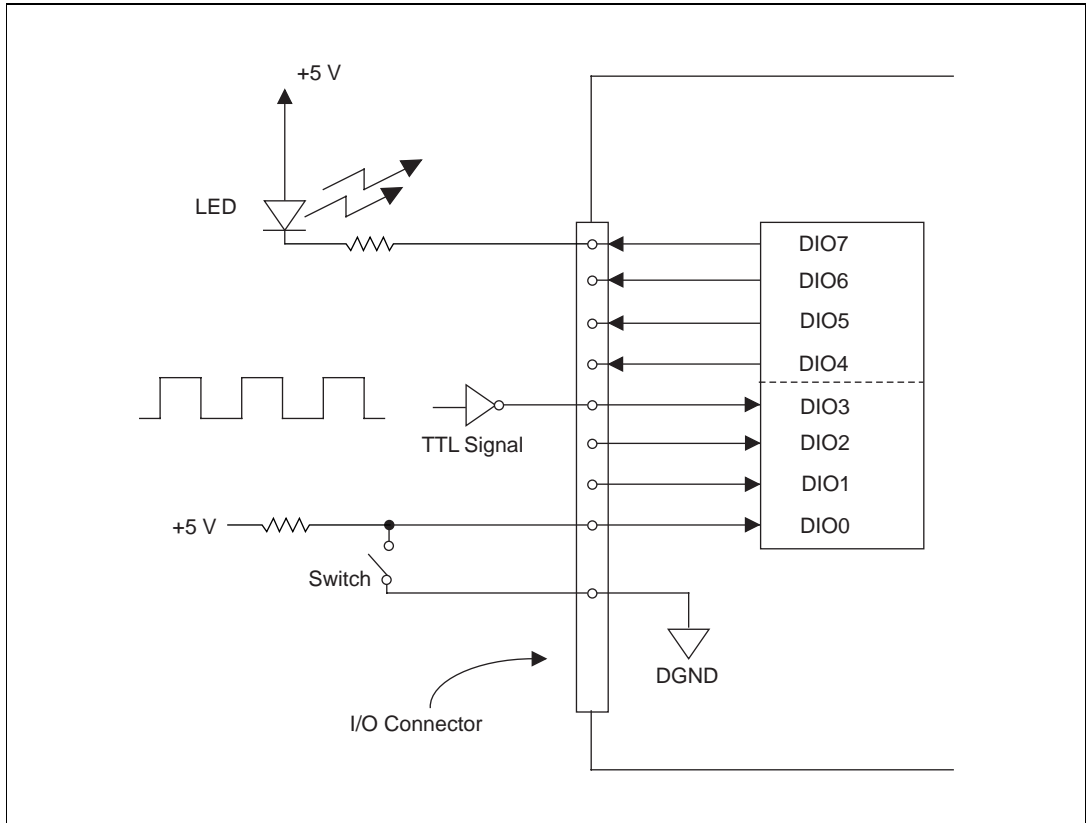 +5 V
LED
DIO7
DIO6
DIO5
DIO4
DIO3
TTL Signal
DIO2
DIO1
+5 V
DIO0
Switch
DGND
I/O Connector